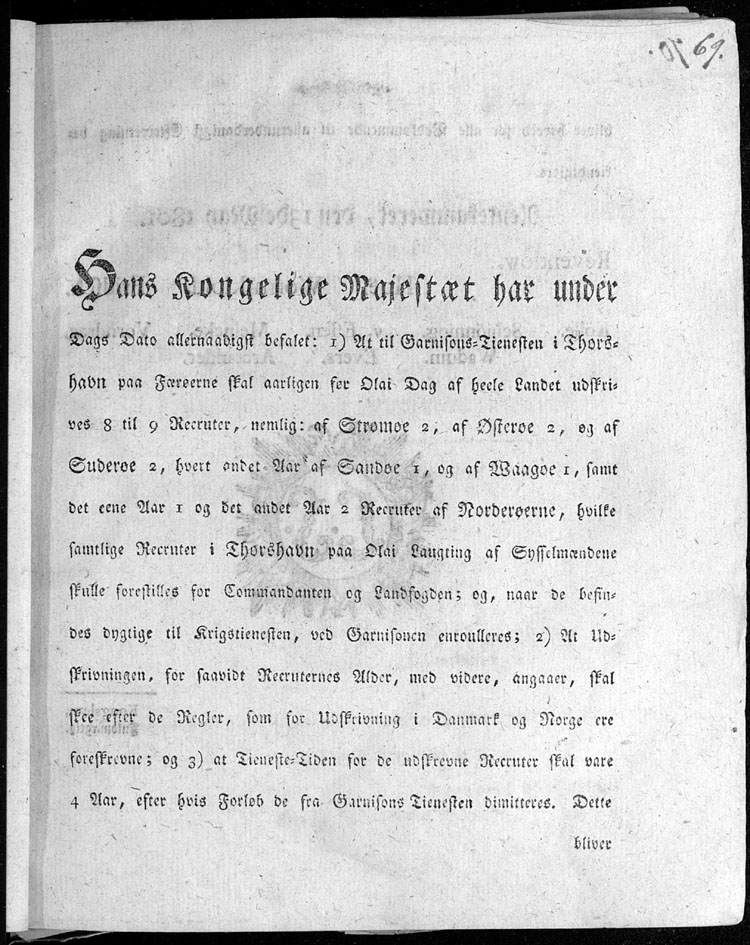 69.
Hans Kongelige Majestæt har under
Dags Dato allernaadigst befalet: 1) At til Garnisons-Tienesten i Thors-
havn paa Færøerne skal aarligen før Olai Dag af heele Landet udskri-
ves 8 til 9 Recruter, nemlig: af Strømøe 2, af Østerøe 2, og af
Suderøe 2, hvert andet Aar af Sandøe 1, og af Waagøe 1, samt
det eene Aar 1 og det andet Aar 2 Recruter af Norderøerne, hvilke
samtlige Recruter i Thorshavn paa Olai Laugting af Sysselmændene
skulle forestilles for Commandanten og Landfogden; og, naar de befin-
des dygtige til Krigstienesten, ved Garnisonen enroulleres; 2) At Ud-
skrivningen, for saavidt Recruternes Alder, med videre, angaaer, skal
skee efter de Regler, som for Udskrivning i Danmark og Norge ere
foreskrevne; og 3) at Tieneste-Tiden for de udskrevne Recruter skal vare
4 Aar, efter hvis Forløb de fra Garnisons Tienesten dimitteres. Dette
bliver